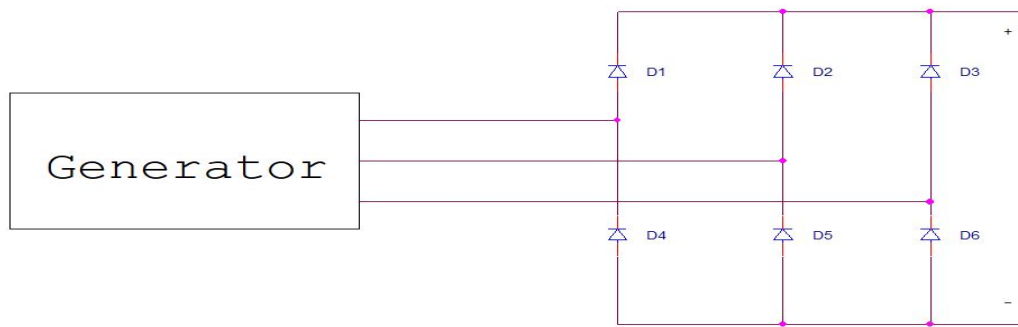 +
D1 D2 D3
Generator
D4 D5 D6
−